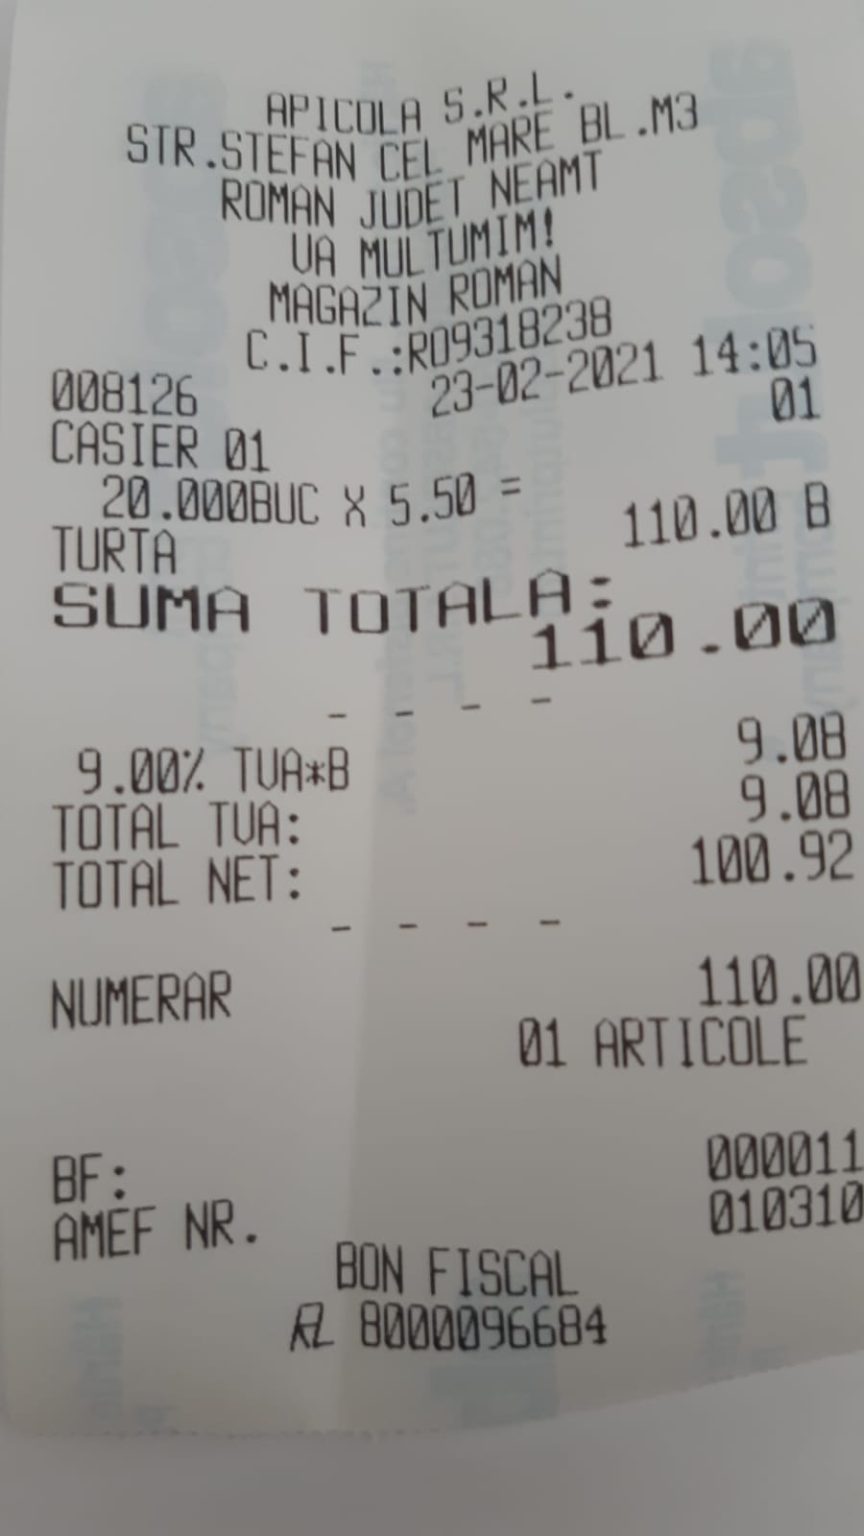 APICOLA S.R.L.
STR.STEFAN CEL MARE BL.M3
ROMAN JUDET NEAMT
VA MULTUMIM!
MAGAZIN ROMAN
C.I.F.:RO9318238
008126 23-02-2021 14:05
CASIER 01 01
20.000BUC X 5.50 =
TURTA 110.00 B
SUMA TOTALA:
110.00
- - - -
9.00% TVA*B 9.08
TOTAL TVA: 9.08
TOTAL NET: 100.92
- - - -
NUMERAR 110.00
01 ARTICOLE
BF: 000011
AMEF NR. 010310
BON FISCAL
8000096684